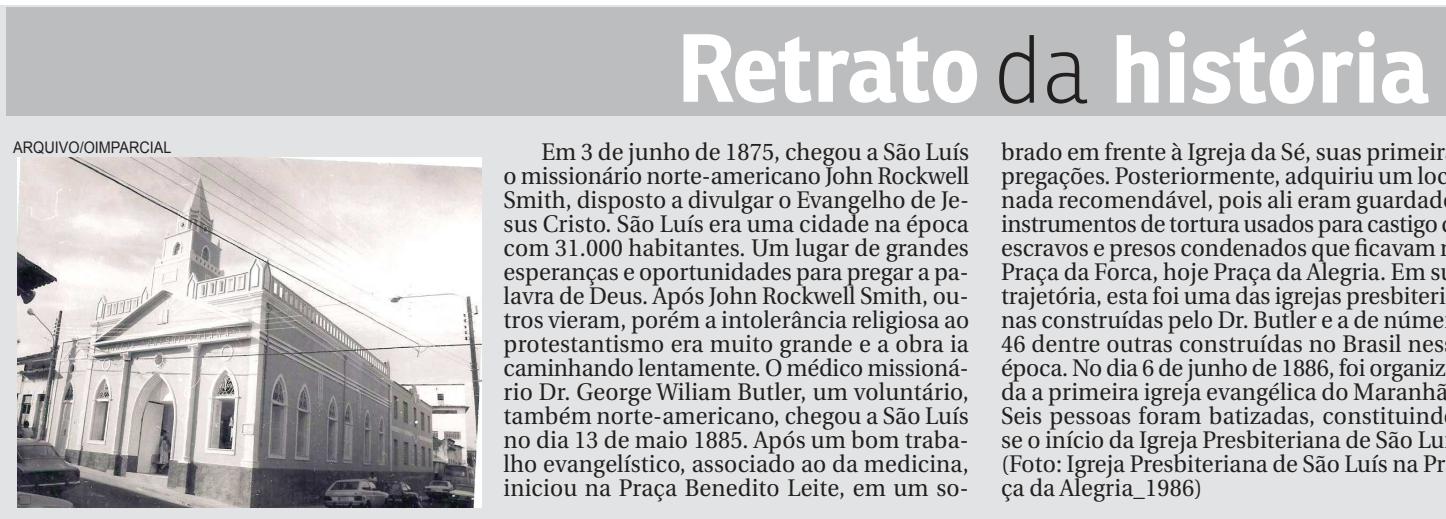 Retrato da história
ARQUIVO/OIMPARCIAL
Em 3 de junho de 1875, chegou a São Luís
o missionário norte-americano John Rockwell
Smith, disposto a divulgar o Evangelho de Je-
sus Cristo. São Luís era uma cidade na época
com 31.000 habitantes. Um lugar de grandes
esperanças e oportunidades para pregar a pa-
lavra de Deus. Após John Rockwell Smith, ou-
tros vieram, porém a intolerância religiosa ao
protestantismo era muito grande e a obra ia
caminhando lentamente. O médico missioná-
rio Dr. George Wiliam Butler, um voluntário,
também norte-americano, chegou a São Luís
no dia 13 de maio 1885. Após um bom traba-
lho evangelístico, associado ao da medicina,
iniciou na Praça Benedito Leite, em um so-
brado em frente à Igreja da Sé, suas primeira
pregações. Posteriormente, adquiriu um loc
nada recomendável, pois ali eram guardado
instrumentos de tortura usados para castigo
escravos e presos condenados que ficavam
Praça da Forca, hoje Praça da Alegria. Em su
trajetória, esta foi uma das igrejas presbiteri
nas construídas pelo Dr. Butler e a de núme
46 dentre outras construídas no Brasil ness
época. No dia 6 de junho de 1886, foi organiz
da a primeira igreja evangélica do Maranhã
Seis pessoas foram batizadas, constituind
se o início da Igreja Presbiteriana de São Luí
(Foto: Igreja Presbiteriana de São Luís na Pr
ça da Alegria_1986)